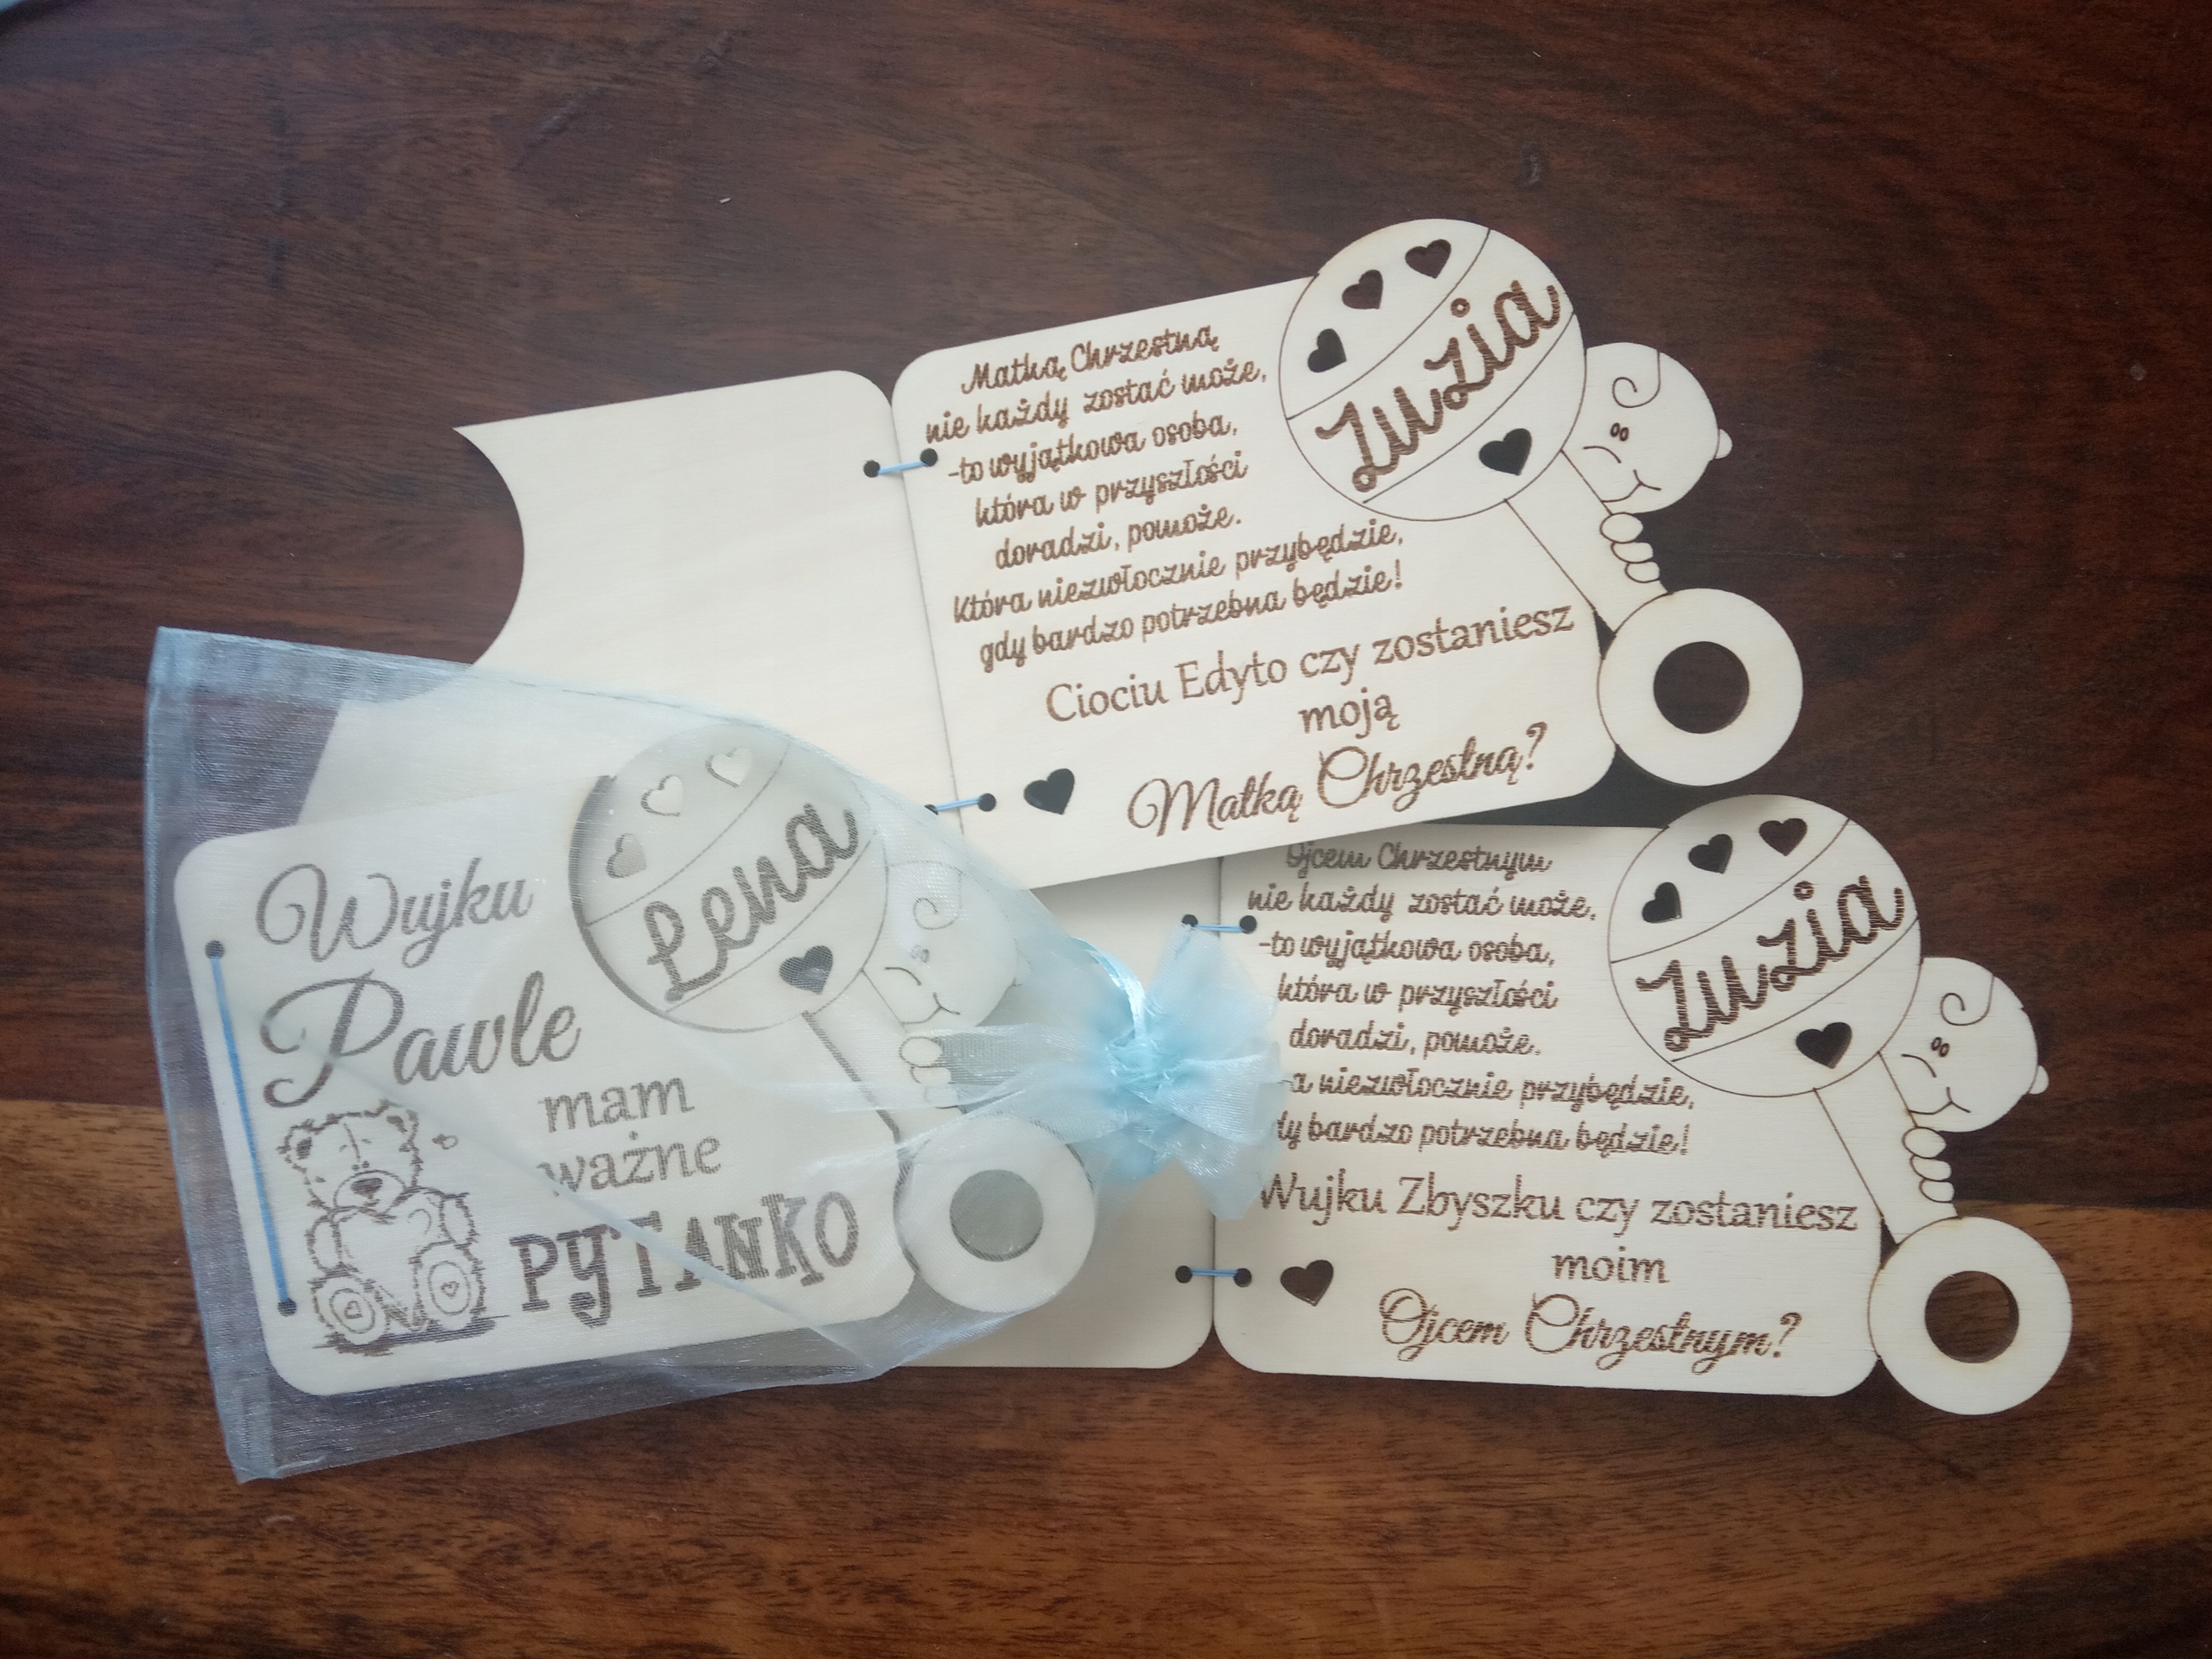 Matką Chrzestną
nie każdy zostać może,
-to wyjątkowa osoba,
która w przyszłości
doradzi, pomoże.
Która niezwłocznie przybędzie,
gdy bardzo potrzebna będzie!
Ciociu Edyto czy zostaniesz
moją
Matką Chrzestną?
Zuzia
Wujku
Pawle
mam
ważne
PYTANKO
Lena
Ojcem Chrzestnym
nie każdy zostać może,
-to wyjątkowa osoba,
która w przyszłości
doradzi, pomoże.
a niezwłocznie przybędzie,
dy bardzo potrzebna będzie!
Wujku Zbyszku czy zostaniesz
moim
Ojcem Chrzestnym?
Zuzia